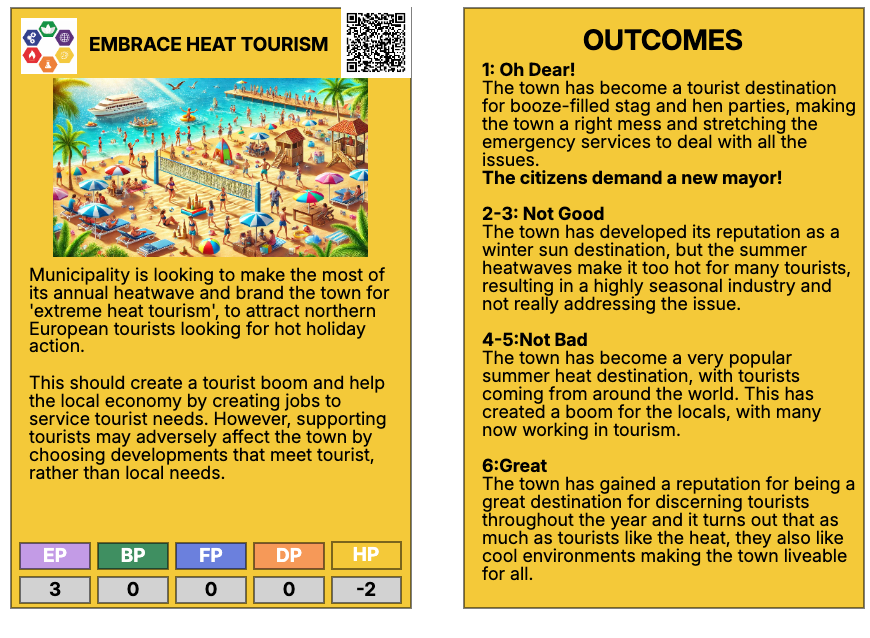 EMBRACE HEAT TOURISM
Municipality is looking to make the most of
its annual heatwave and brand the town for
'extreme heat tourism', to attract northern
European tourists looking for hot holiday
action.
This should create a tourist boom and help
the local economy by creating jobs to
service tourist needs. However, supporting
tourists may adversely affect the town by
choosing developments that meet tourist,
rather than local needs.
EP BP FP DP HP
3 0 0 0 -2
OUTCOMES
1: Oh Dear!
The town has become a tourist destination
for booze-filled stag and hen parties, making
the town a right mess and stretching the
emergency services to deal with all the
issues.
The citizens demand a new mayor!
2-3: Not Good
The town has developed its reputation as a
winter sun destination, but the summer
heatwaves make it too hot for many tourists,
resulting in a highly seasonal industry and
not really addressing the issue.
4-5:Not Bad
The town has become a very popular
summer heat destination, with tourists
coming from around the world. This has
created a boom for the locals, with many
now working in tourism.
6:Great
The town has gained a reputation for being a
great destination for discerning tourists
throughout the year and it turns out that as
much as tourists like the heat, they also like
cool environments making the town liveable
for all.